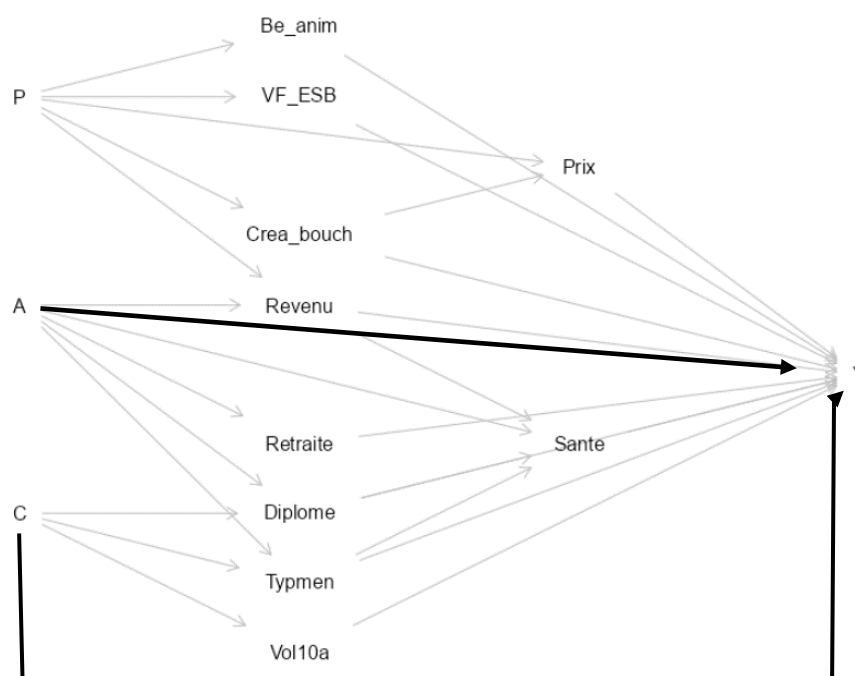 Be_anim
P
VF_ESB
Prix
Crea_bouch
A
Revenu
Retraite
Sante
C
Diplome
Typmen
Vol10a